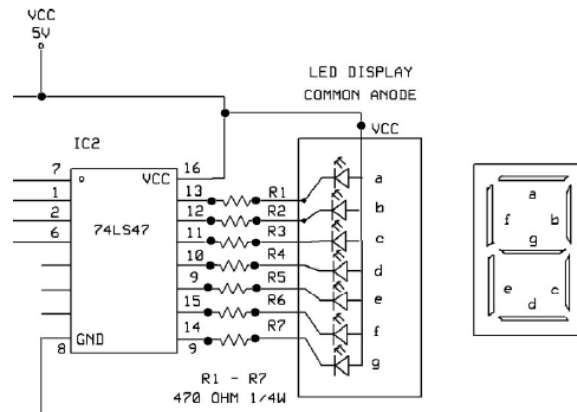 VCC
5V
LED DISPLAY
COMMON ANODE
VCC
IC2
7
1
2
6
8
74LS47
VCC
GND
16
13
12
11
10
9
15
14
9
R1
R2
R3
R4
R5
R6
R7
a
b
c
d
e
f
g
R1 - R7
470 OHM 1/4W
a
f b
g
e c
d